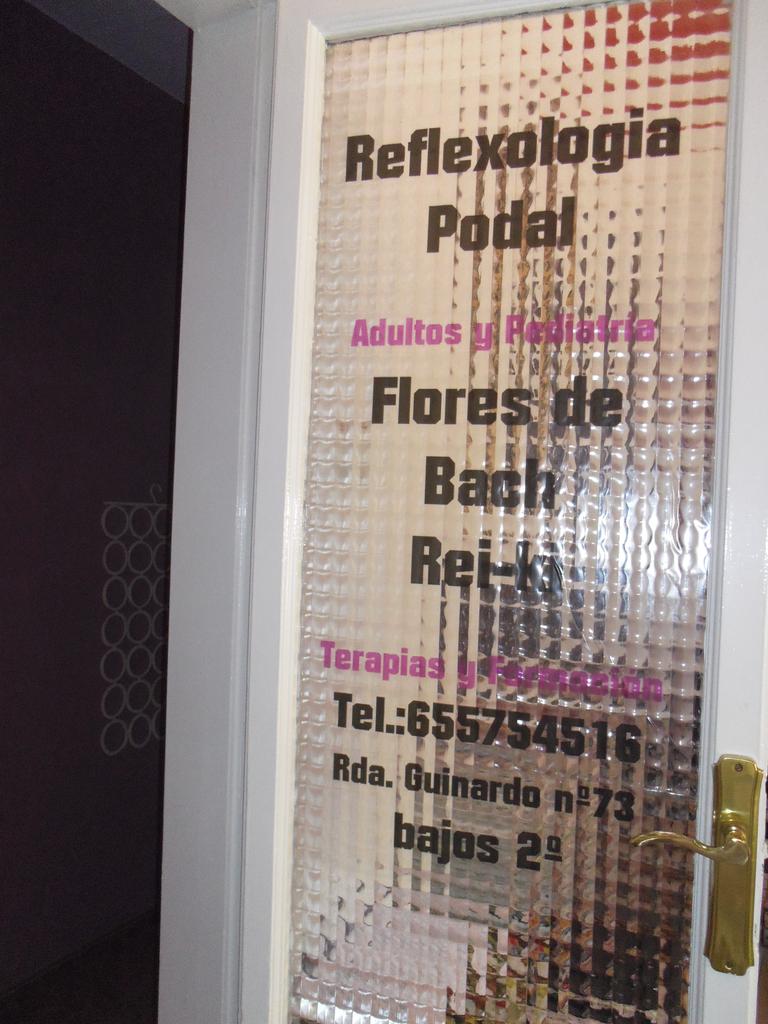 Reflexologia
Podal
Adultos y Pediatria
Flores de
Bach
Rei-ki
Terapias y Formacion
Tel.:655754516
Rda. Guinardo nº73
bajos 2º